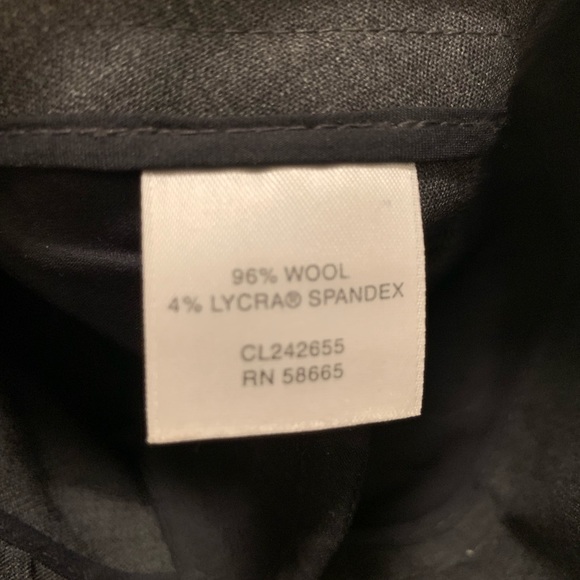 96% WOOL
4% LYCRA® SPANDEX
CL242655
RN 58665